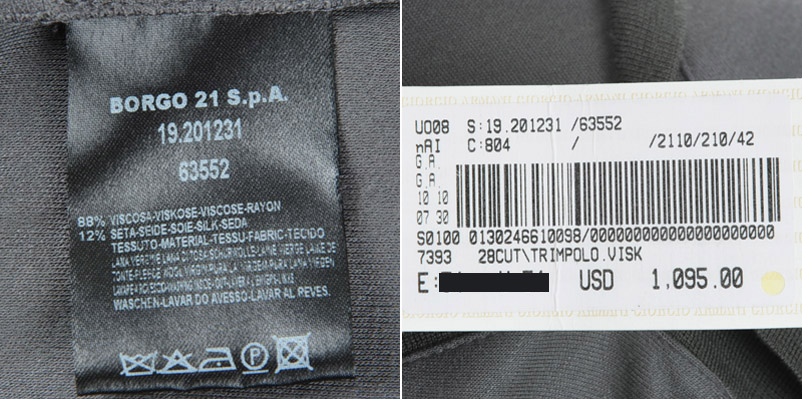 BORGO 21 S.p.A.
19.201231
63552
88% VISCOSA-VISKOSE-VISCOSE-RAYON
12% SETA-SEIDE-SOIE-SILK-SEDA
TESSUTO-MATERIAL-TESSU-FABRIC-TECIDO
WASCHEN-LAVAR DO AVESSO-LAVAR AL REVES.
P
U008 S:19.201231 /63552
nAI C:804 / /2110/210/42
G.A.
G.A.
10 10
07 30
S0100 0130246610098/0000000000000000000
7393 28CUT\TRIMPOLO.VISK
E: USD 1,095.00